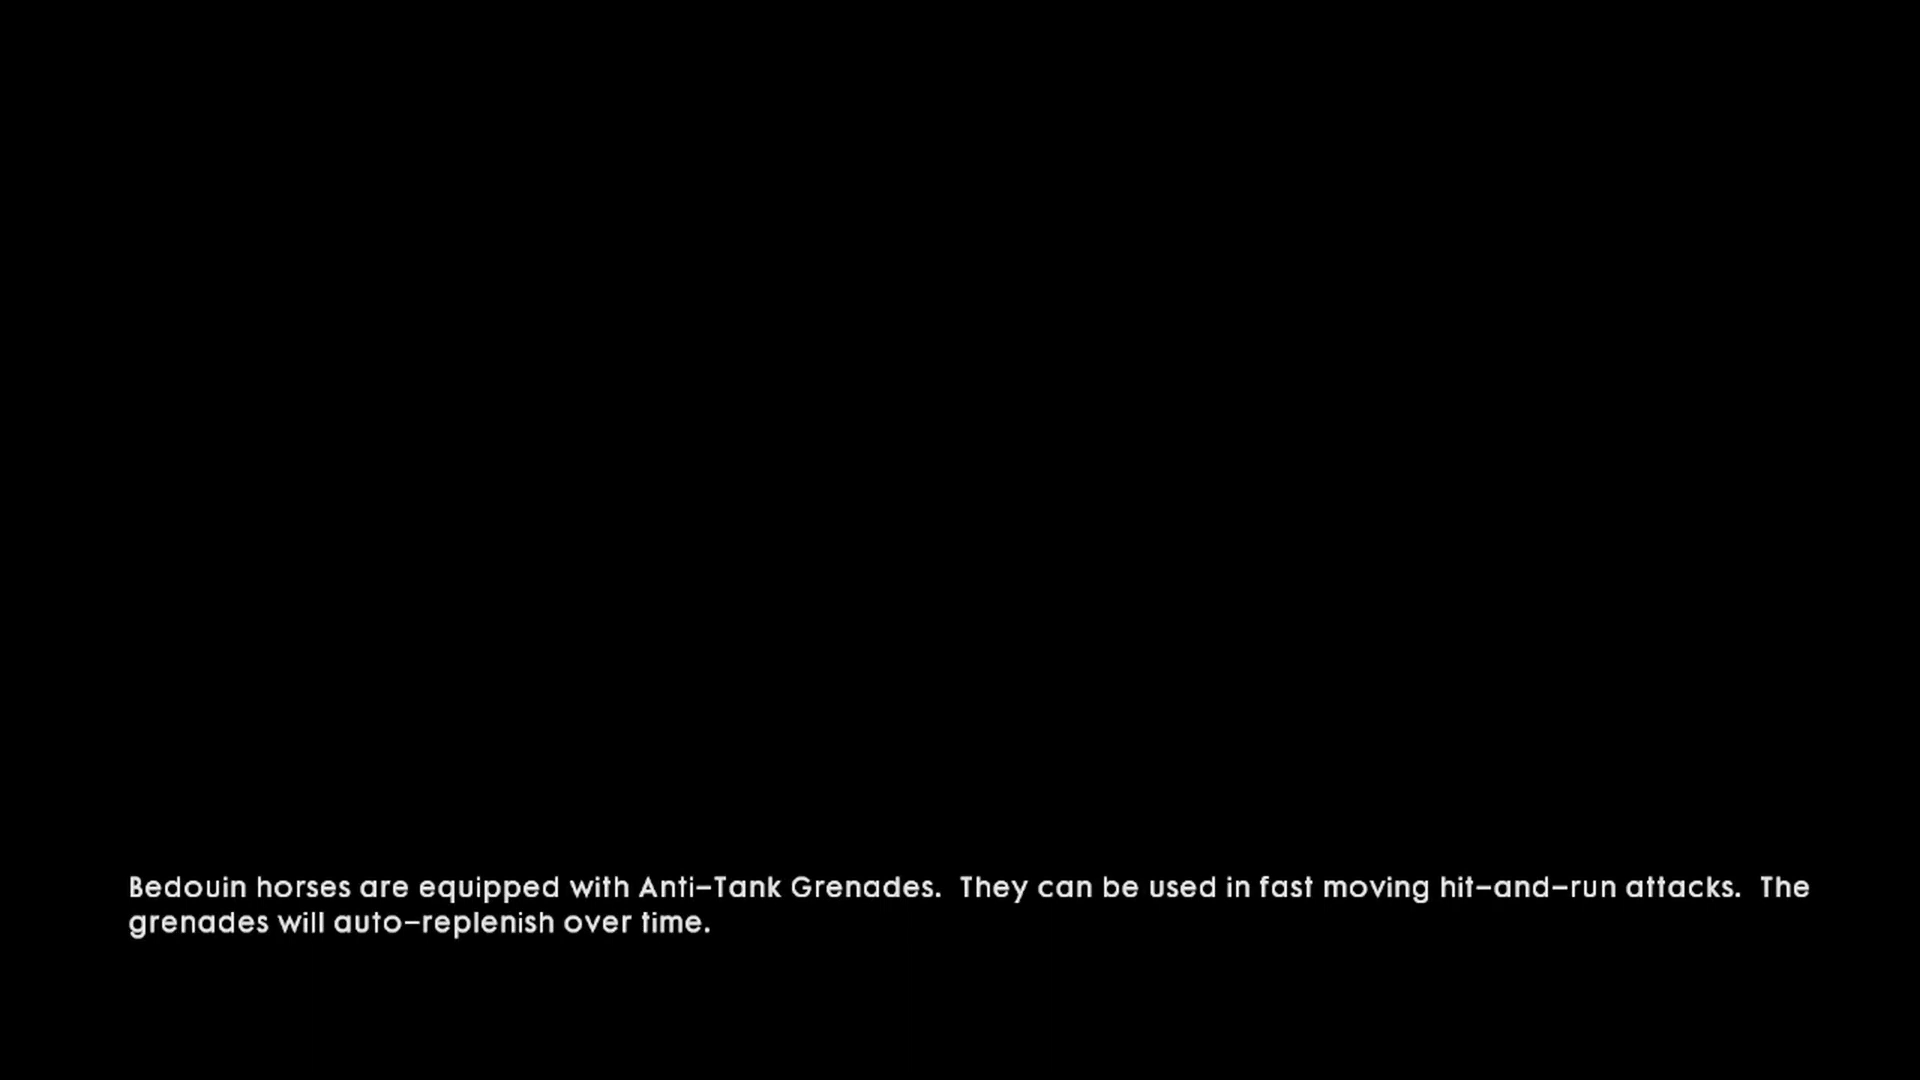 Bedouin horses are equipped with Anti-Tank Grenades.  They can be used in fast moving hit-and-run attacks.  The
grenades will auto-replenish over time.